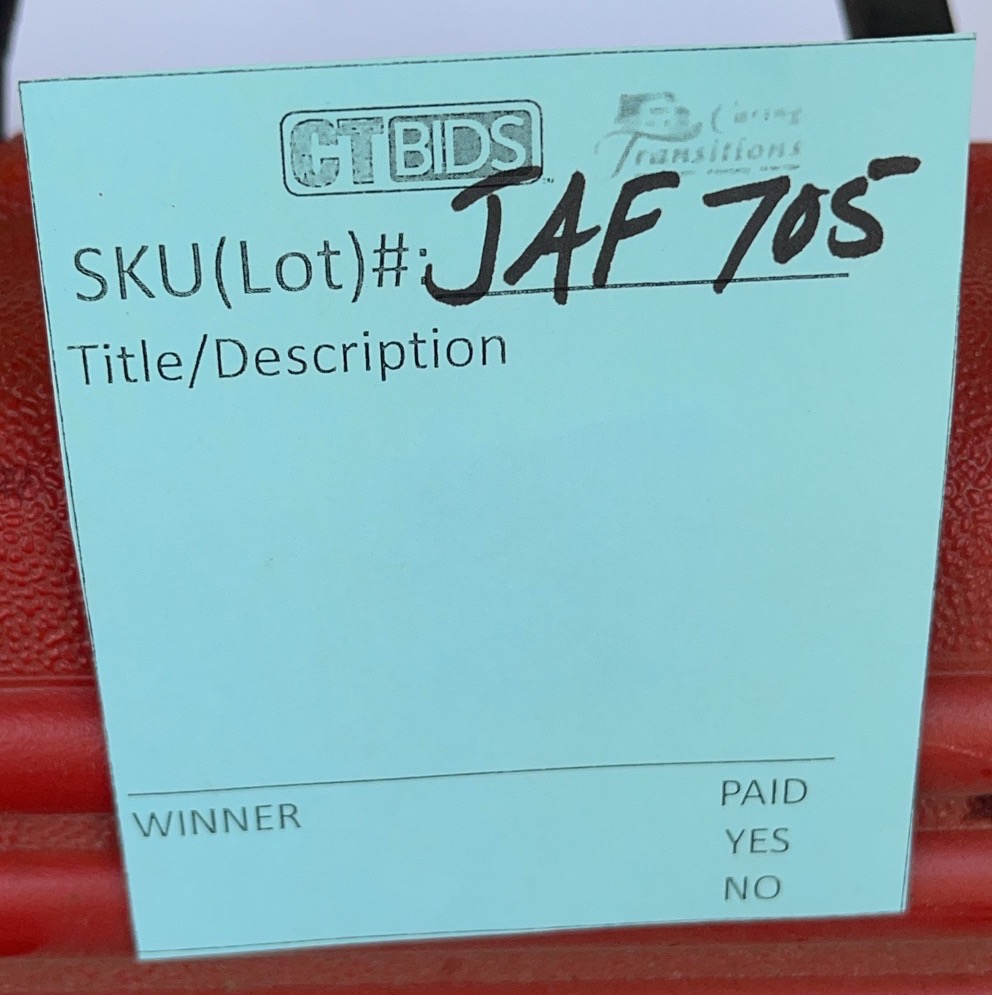 CTBIDS
Caring
Transitions
SKU(Lot)#: JAF 705
Title/Description
WINNER
PAID
YES
NO